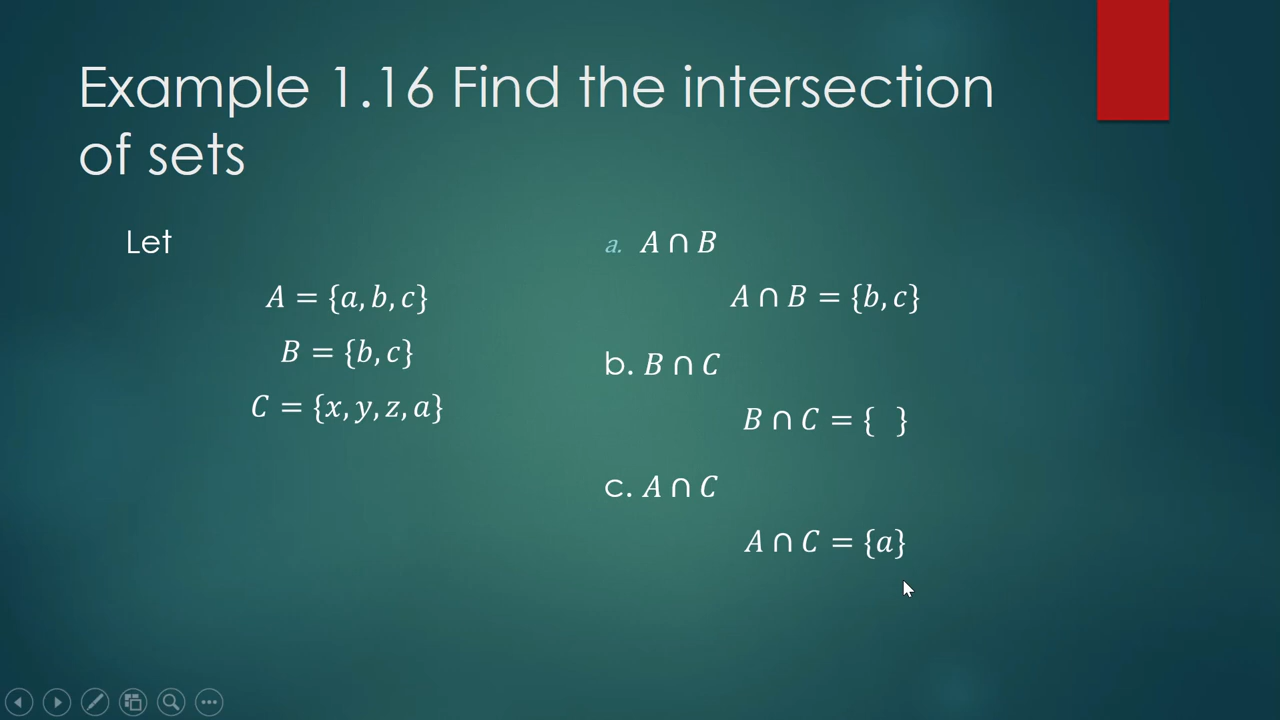 Example 1.16 Find the intersection
of sets
Let
A = {a, b, c}
B = {b, c}
C = {x, y, z, a}
a. A ∩ B
A ∩ B = {b, c}
b. B ∩ C
B ∩ C = { }
c. A ∩ C
A ∩ C = {a}